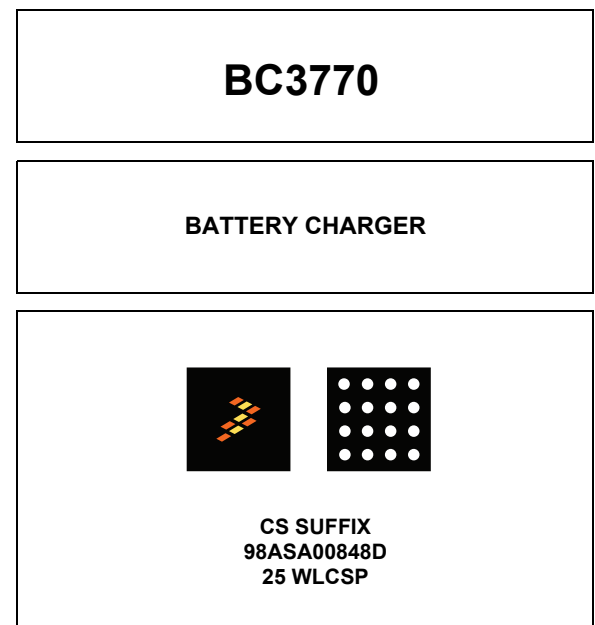 BC3770
BATTERY CHARGER
CS SUFFIX
98ASA00848D
25 WLCSP